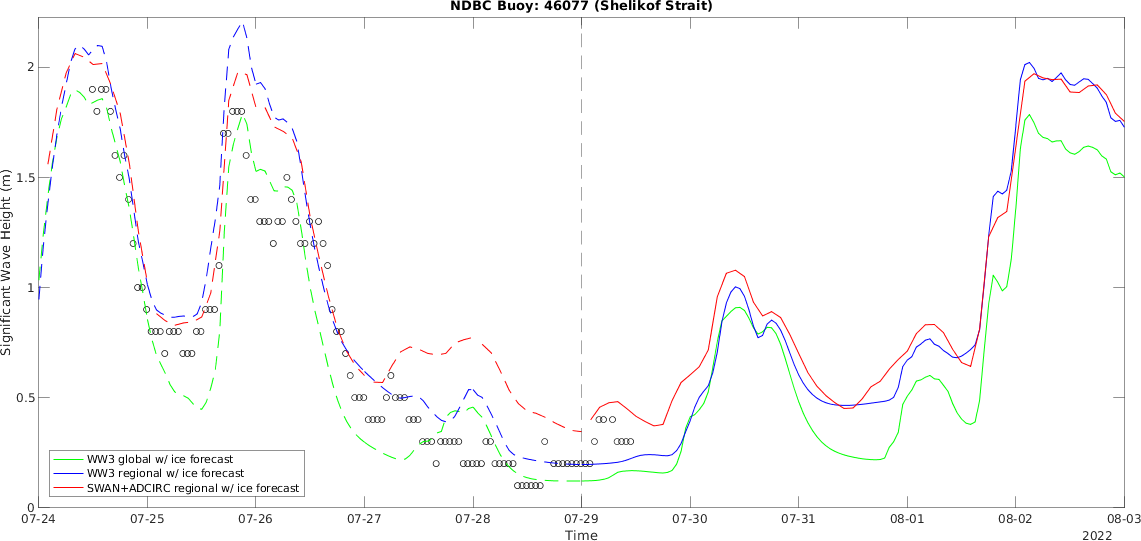 NDBC Buoy: 46077 (Shelikof Strait)
Significant Wave Height (m)
2
1.5
1
0.5
0
WW3 global w/ ice forecast
WW3 regional w/ ice forecast
SWAN+ADCIRC regional w/ ice forecast
07-24 07-25 07-26 07-27 07-28 07-29 07-30 07-31 08-01 08-02 08-03
Time
2022